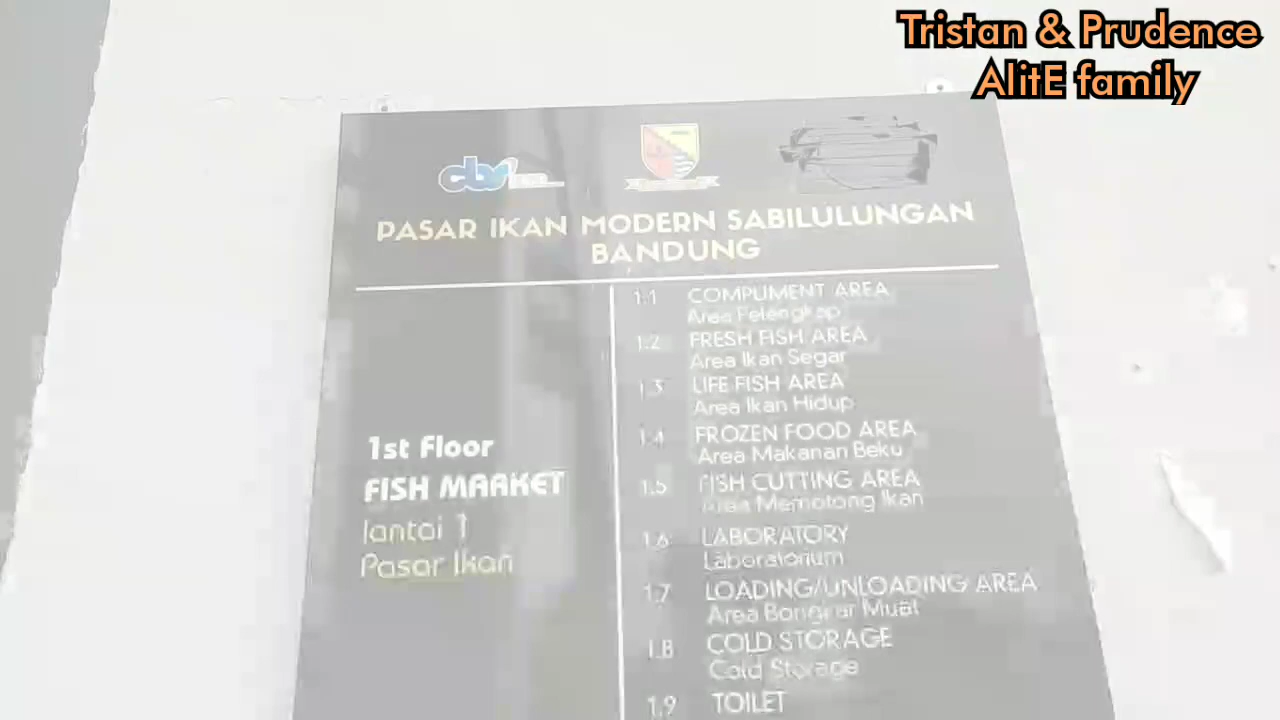 Tristan & Prudence
AlitE family
cbs
PASAR IKAN MODERN SABILULUNGAN
BANDUNG
1st Floor
FISH MARKET
lantai 1
Pasar Ikan
1.1 COMPLIMENT AREA
Area Pelengkap
1.2 FRESH FISH AREA
Area Ikan Segar
1.3 LIFE FISH AREA
Area Ikan Hidup
1.4 FROZEN FOOD AREA
Area Makanan Beku
1.5 FISH CUTTING AREA
Area Memotong Ikan
1.6 LABORATORY
Laboratorium
1.7 LOADING/UNLOADING AREA
Area Bongkar Muat
1.8 COLD STORAGE
Cold Storage
1.9 TOILET